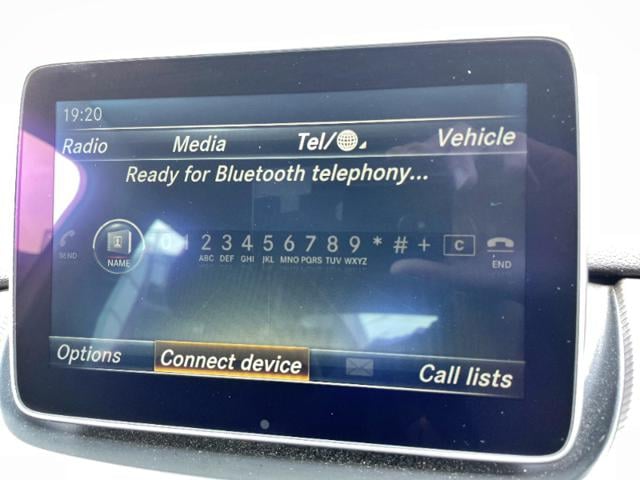 19:20
Radio Media Tel/ Vehicle
Ready for Bluetooth telephony...
0 1 2 3 4 5 6 7 8 9 * # + C
ABC DEF GHI JKL MNO PQRS TUV WXYZ
SEND NAME END
Options Connect device Call lists